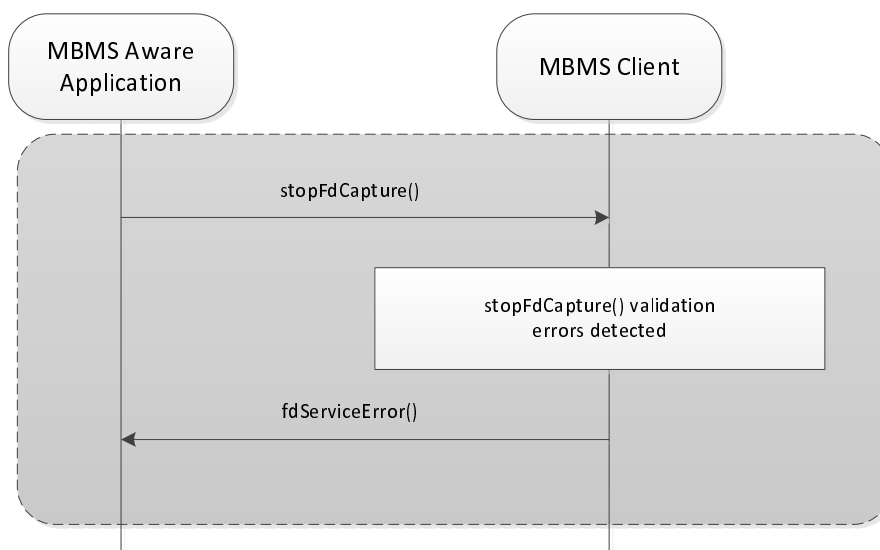 MBMS Aware
Application
MBMS Client
stopFdCapture()
stopFdCapture() validation
errors detected
fdServiceError()